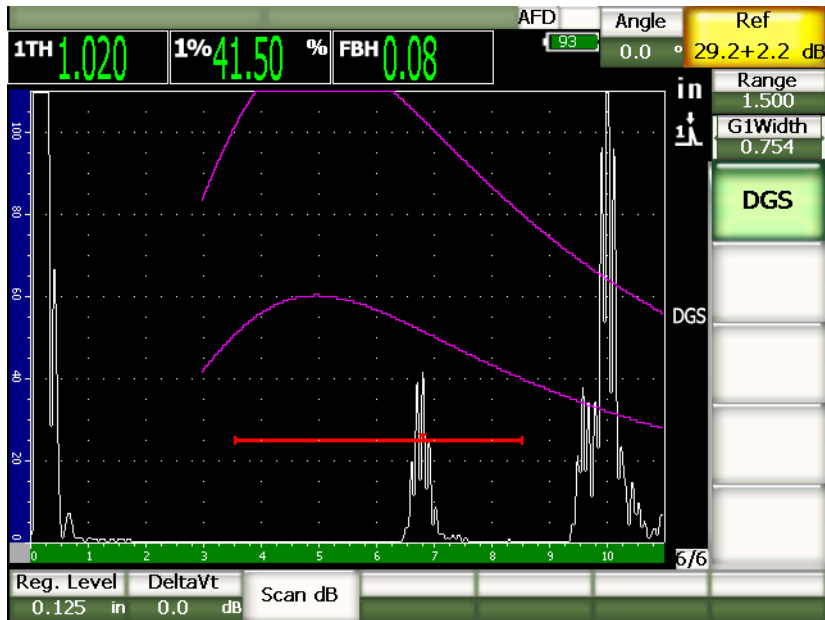 AFD
1TH 1.020
1% 41.50 %
FBH 0.08
93
Angle
0.0 °
Ref
29.2+2.2 dB
in
Range
1.500
1
G1Width
0.754
DGS
DGS
100
80
60
40
20
0
0 1 2 3 4 5 6 7 8 9 10
6/6
Reg. Level
0.125 in
DeltaVt
0.0 dB
Scan dB